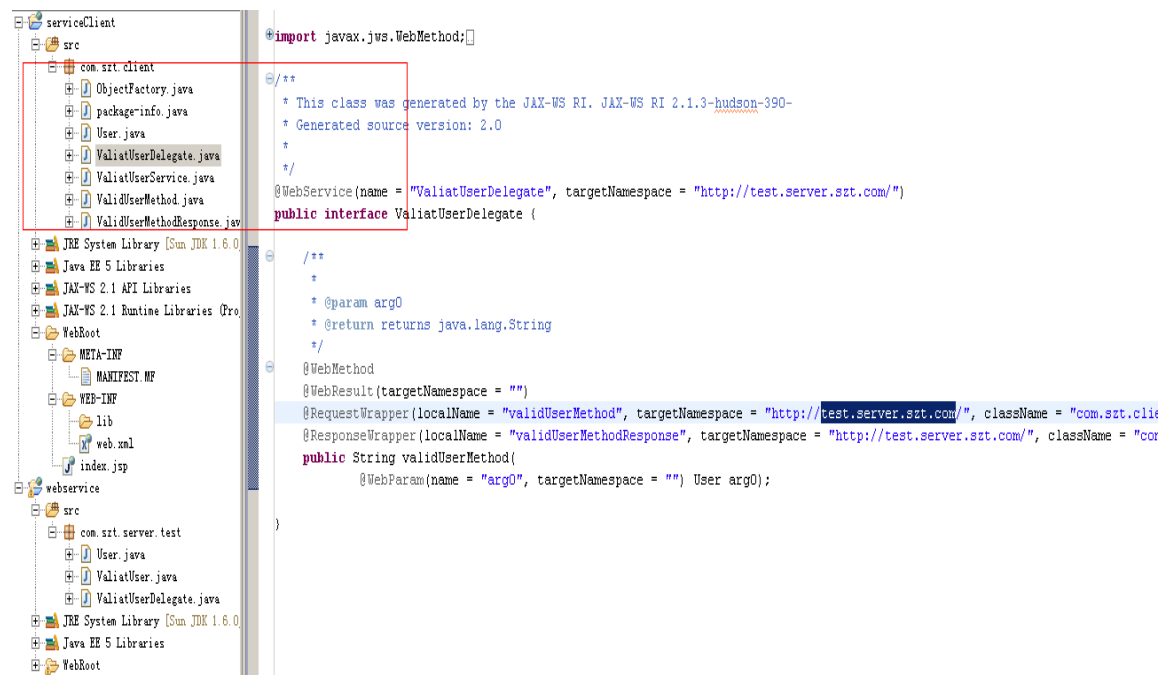 serviceClient
src
com.szt.client
ObjectFactory.java
package-info.java
User.java
ValiatUserDelegate.java
ValiatUserService.java
ValidUserMethod.java
ValidUserMethodResponse.jav
JRE System Library [Sun JDK 1.6.0
Java EE 5 Libraries
JAX-WS 2.1 API Libraries
JAX-WS 2.1 Runtime Libraries (Pro
WebRoot
META-INF
MANIFEST.MF
WEB-INF
lib
web.xml
index.jsp
webservice
src
com.szt.server.test
User.java
ValiatUser.java
ValiatUserDelegate.java
JRE System Library [Sun JDK 1.6.0
Java EE 5 Libraries
WebRoot
import javax.jws.WebMethod;
/**
* This class was generated by the JAX-WS RI. JAX-WS RI 2.1.3-hudson-390-
* Generated source version: 2.0
*
*/
@WebService(name = "ValiatUserDelegate", targetNamespace = "http://test.server.szt.com/")
public interface ValiatUserDelegate {
/**
*
* @param arg0
* @return returns java.lang.String
*/
@WebMethod
@WebResult(targetNamespace = "")
@RequestWrapper(localName = "validUserMethod", targetNamespace = "http://test.server.szt.com/", className = "com.szt.clie
@ResponseWrapper(localName = "validUserMethodResponse", targetNamespace = "http://test.server.szt.com/", className = "com
public String validUserMethod(
@WebParam(name = "arg0", targetNamespace = "") User arg0);
}